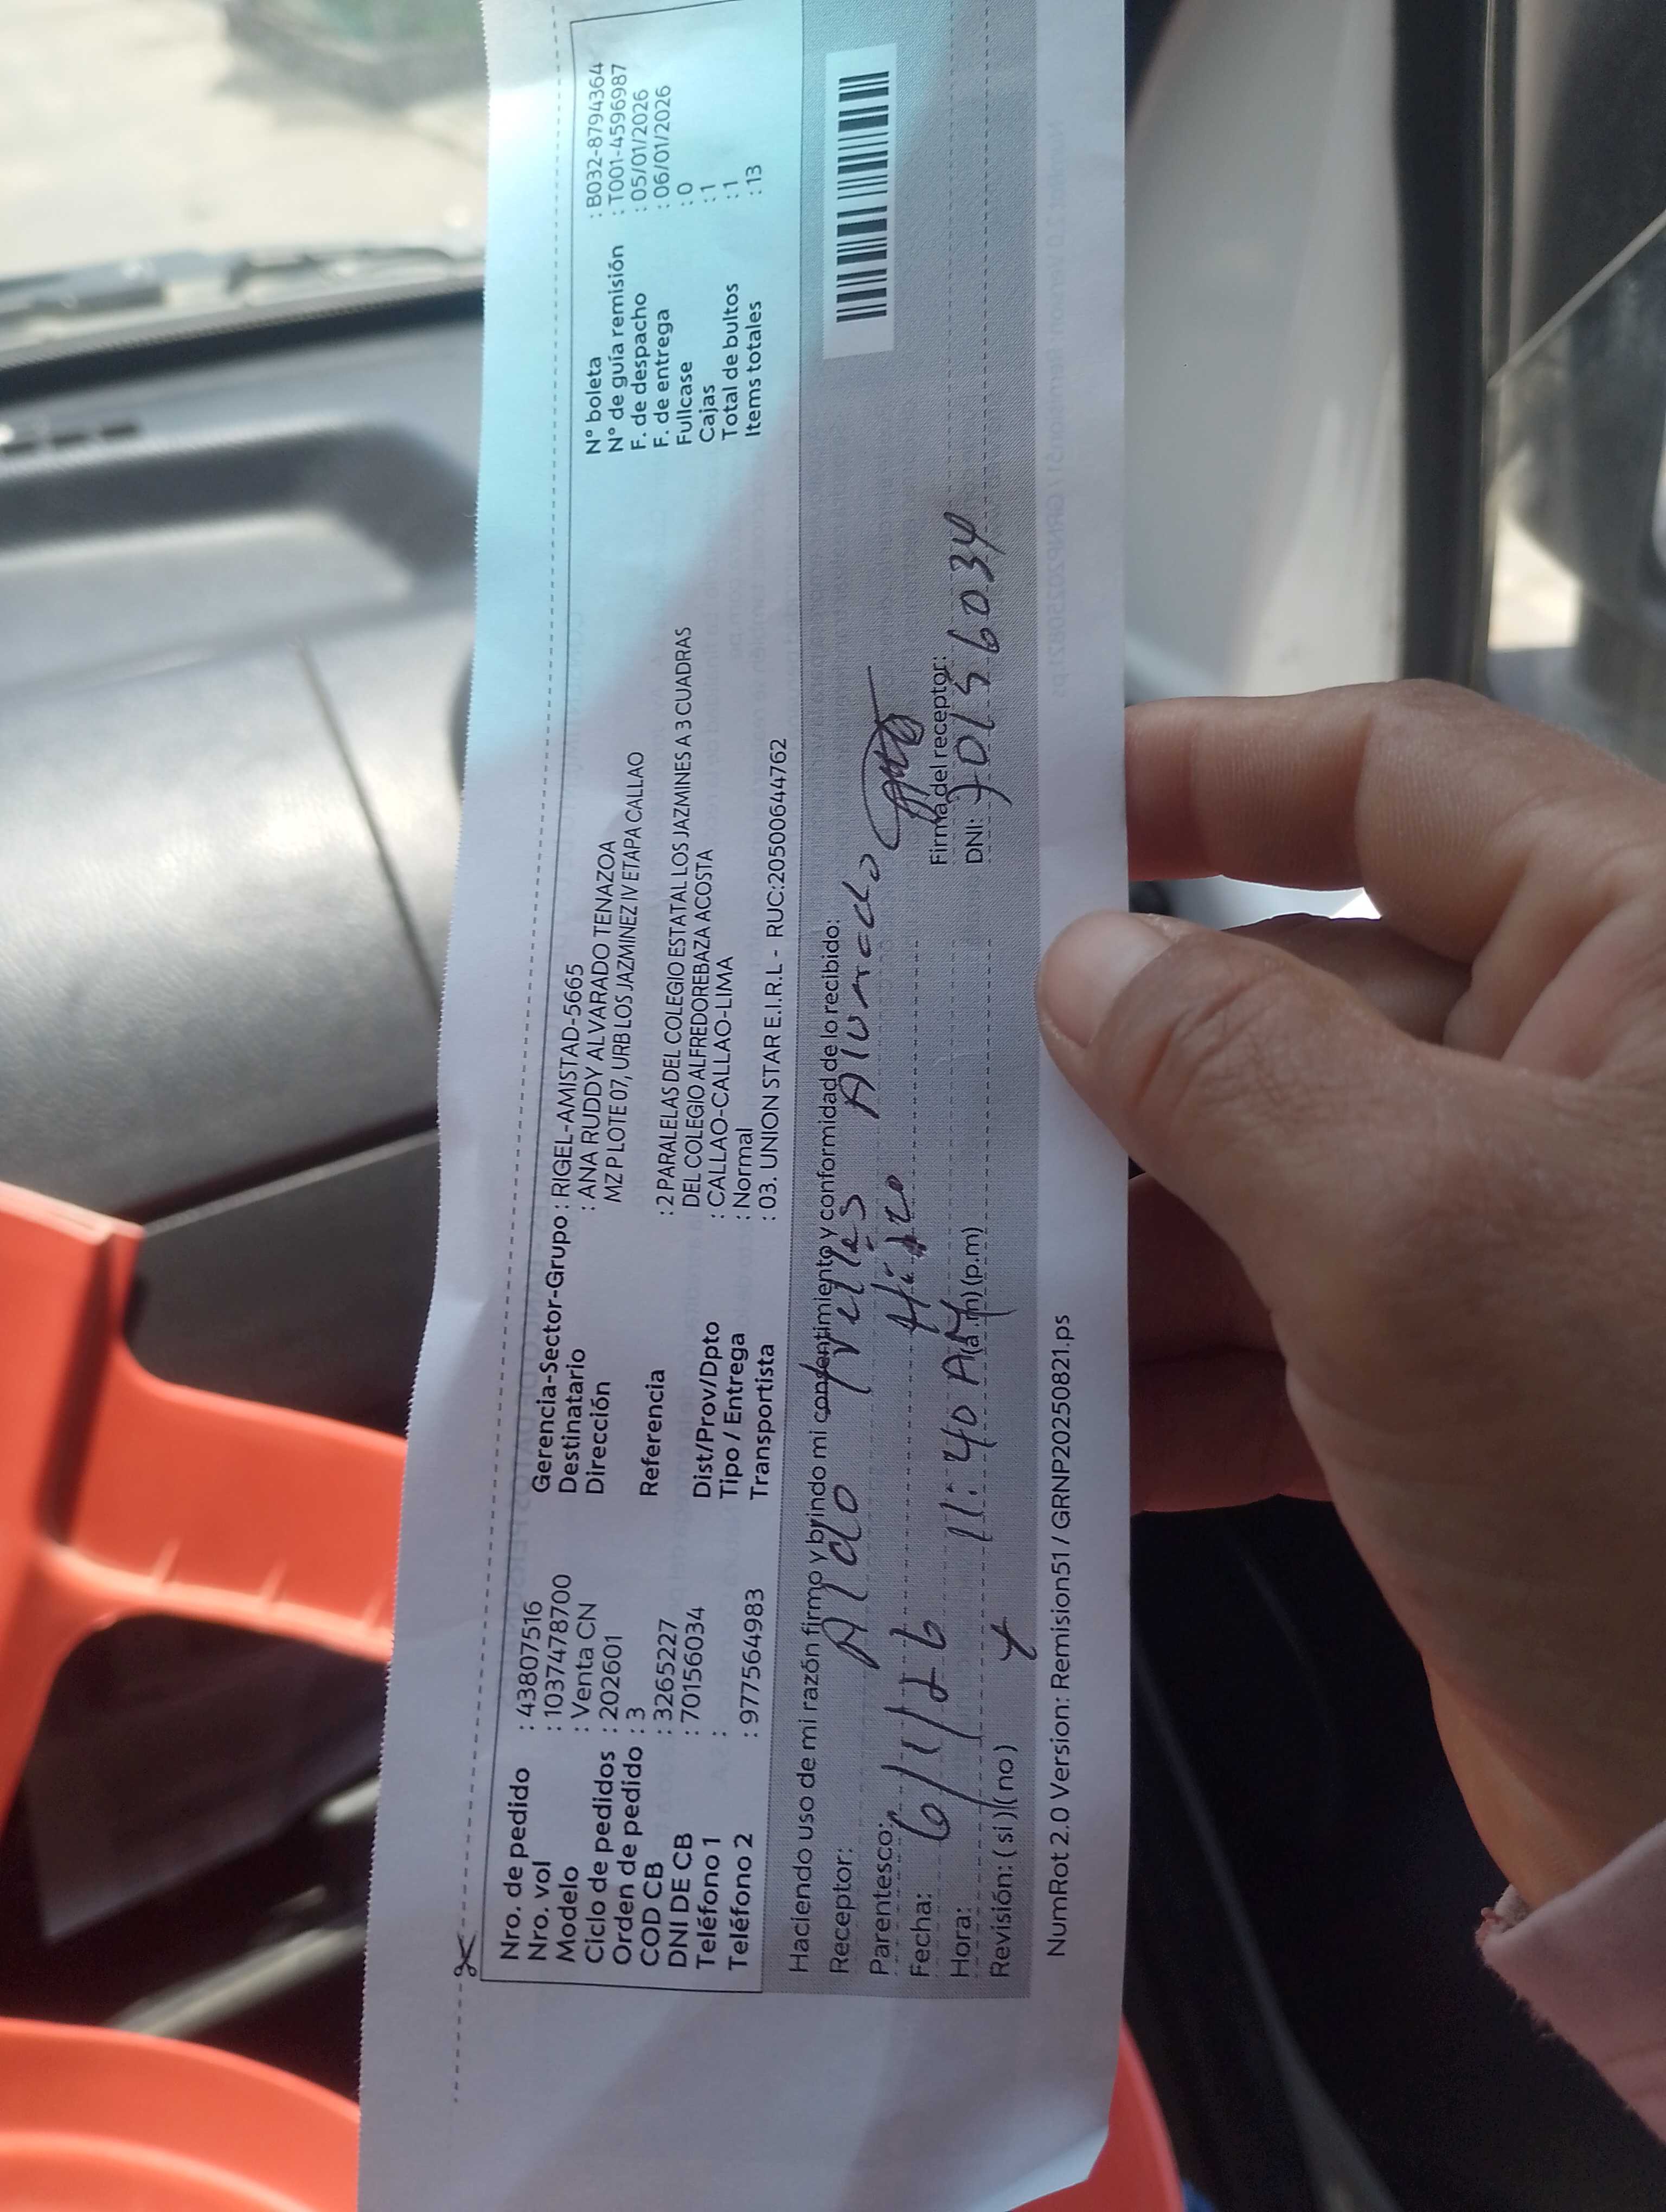 Nro. de pedido : 43807516
Nro. vol : 1037478700
Modelo : Venta CN
Ciclo de pedidos : 202601
Orden de pedido : 3
COD CB : 3265227
DNI DE CB : 70156034
Teléfono 1 :
Teléfono 2 : 977564983
Gerencia-Sector-Grupo : RIGEL-AMISTAD-5665
Destinatario : ANA RUDDY ALVARADO TENAZOA
Dirección MZ P LOTE 07, URB LOS JAZMINEZ IV ETAPA CALLAO
Referencia : 2 PARALELAS DEL COLEGIO ESTATAL LOS JAZMINES A 3 CUADRAS
DEL COLEGIO ALFREDOREBAZA ACOSTA
Dist/Prov/Dpto : CALLAO-CALLAO-LIMA
Tipo / Entrega : Normal
Transportista : 03. UNION STAR E.I.R.L - RUC:20500644762
N° boleta : B032-8794364
N° de guía remisión : T001-4596987
F. de despacho : 05/01/2026
F. de entrega : 06/01/2026
Fullcase : 0
Cajas : 1
Total de bultos : 1
Items totales : 13
Haciendo uso de mi razón firmo y brindo mi consentimiento y conformidad de lo recibido:
Receptor: Aldo Alvarado
Parentesco: Hijo
Fecha: 6/1/26
Hora: 11:40 AM (a.m) (p.m)
Revisión: ( si ) ( no )
Firma del receptor:
DNI: 70156034
NumRot 2.0 Version: Remision51 / GRNP20250821.ps